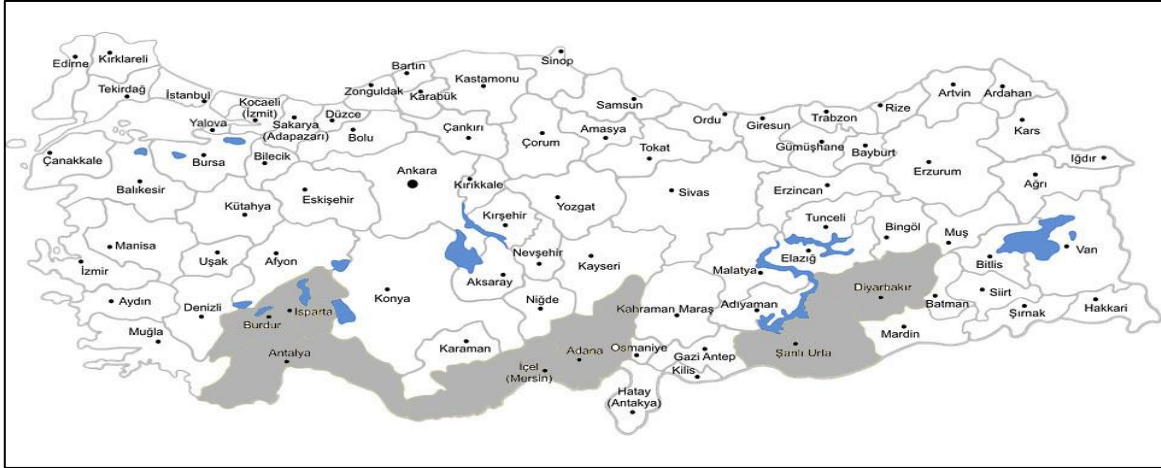 Edirne
Kırklareli
Tekirdağ
İstanbul
Kocaeli
(İzmit)
Yalova
Sakarya
(Adapazarı)
Düzce
Bolu
Zonguldak
Bartın
Karabük
Kastamonu
Sinop
Çankırı
Çorum
Samsun
Amasya
Tokat
Ordu
Giresun
Trabzon
Rize
Artvin
Ardahan
Gümüşhane
Bayburt
Kars
Iğdır
Erzurum
Ağrı
Çanakkale
Balıkesir
Bursa
Bilecik
Kütahya
Eskişehir
Ankara
Kırıkkale
Kırşehir
Yozgat
Sivas
Erzincan
Tunceli
Bingöl
Muş
Van
Bitlis
Manisa
İzmir
Uşak
Afyon
Konya
Aksaray
Nevşehir
Niğde
Kayseri
Malatya
Elazığ
Diyarbakır
Batman
Siirt
Şırnak
Hakkari
Aydın
Denizli
Muğla
Burdur
Isparta
Antalya
Karaman
İçel
(Mersin)
Adana
Osmaniye
Kahraman Maraş
Adıyaman
Gazi Antep
Kilis
Şanlı Urfa
Mardin
Hatay
(Antakya)